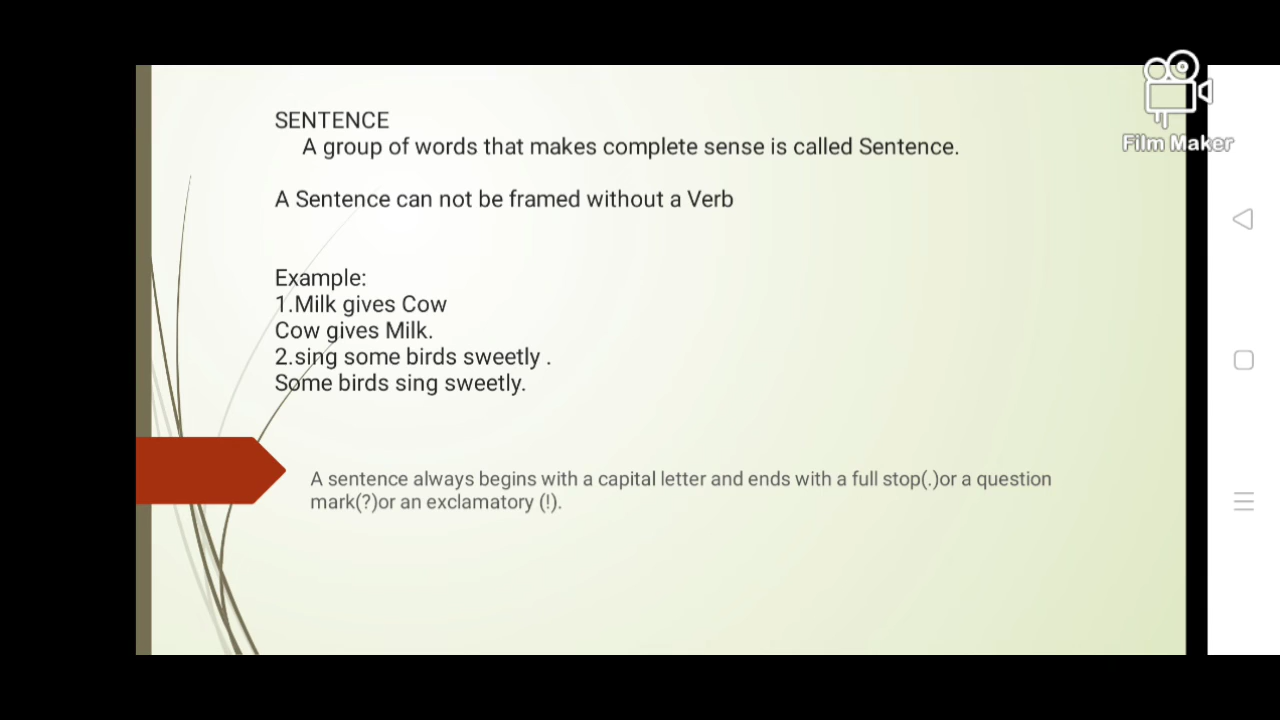 SENTENCE
A group of words that makes complete sense is called Sentence.
A Sentence can not be framed without a Verb
Example:
1.Milk gives Cow
Cow gives Milk.
2.sing some birds sweetly .
Some birds sing sweetly.
A sentence always begins with a capital letter and ends with a full stop(.)or a question
mark(?)or an exclamatory (!).
Film Maker